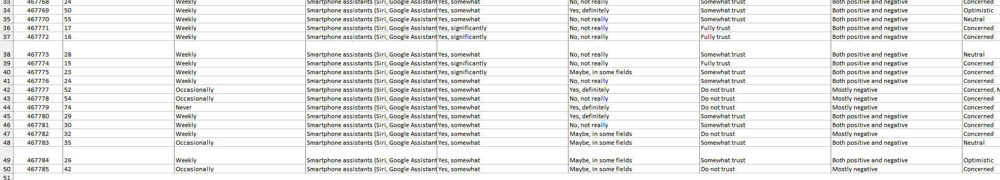 33 467768 24 Weekly Smartphone assistants (Siri, Google Assistant Yes, somewhat No, not really Somewhat trust Both positive and negative Concerned
34 467769 50 Weekly Smartphone assistants (Siri, Google Assistant Yes, somewhat Yes, definitely Somewhat trust Both positive and negative Optimistic
35 467770 55 Weekly Smartphone assistants (Siri, Google Assistant Yes, somewhat No, not really Somewhat trust Both positive and negative Neutral
36 467771 17 Weekly Smartphone assistants (Siri, Google Assistant Yes, significantly No, not really Fully trust Both positive and negative Concerned
37 467772 16 Weekly Smartphone assistants (Siri, Google Assistant Yes, significantly No, not really Fully trust Both positive and negative Concerned
38 467773 28 Weekly Smartphone assistants (Siri, Google Assistant Yes, somewhat No, not really Somewhat trust Both positive and negative Neutral
39 467774 15 Weekly Smartphone assistants (Siri, Google Assistant Yes, significantly No, not really Fully trust Both positive and negative Concerned
40 467775 23 Weekly Smartphone assistants (Siri, Google Assistant Yes, significantly Maybe, in some fields Somewhat trust Both positive and negative Concerned
41 467776 24 Weekly Smartphone assistants (Siri, Google Assistant Yes, somewhat No, not really Somewhat trust Both positive and negative Concerned
42 467777 52 Occasionally Smartphone assistants (Siri, Google Assistant Yes, somewhat Yes, definitely Do not trust Mostly negative Concerned, N
43 467778 54 Occasionally Smartphone assistants (Siri, Google Assistant Yes, somewhat No, not really Do not trust Mostly negative Concerned
44 467779 74 Never Smartphone assistants (Siri, Google Assistant Yes, somewhat Yes, definitely Do not trust Mostly negative Concerned
45 467780 29 Weekly Smartphone assistants (Siri, Google Assistant Yes, somewhat Yes, definitely Somewhat trust Both positive and negative Concerned
46 467781 30 Weekly Smartphone assistants (Siri, Google Assistant Yes, somewhat No, not really Somewhat trust Both positive and negative Concerned
47 467782 32 Weekly Smartphone assistants (Siri, Google Assistant Yes, somewhat Maybe, in some fields Do not trust Mostly negative Concerned
48 467783 35 Occasionally Smartphone assistants (Siri, Google Assistant Yes, somewhat Maybe, in some fields Somewhat trust Both positive and negative Neutral
49 467784 26 Weekly Smartphone assistants (Siri, Google Assistant Yes, somewhat Maybe, in some fields Somewhat trust Both positive and negative Optimistic
50 467785 42 Occasionally Smartphone assistants (Siri, Google Assistant Yes, somewhat Maybe, in some fields Do not trust Mostly negative Concerned
51